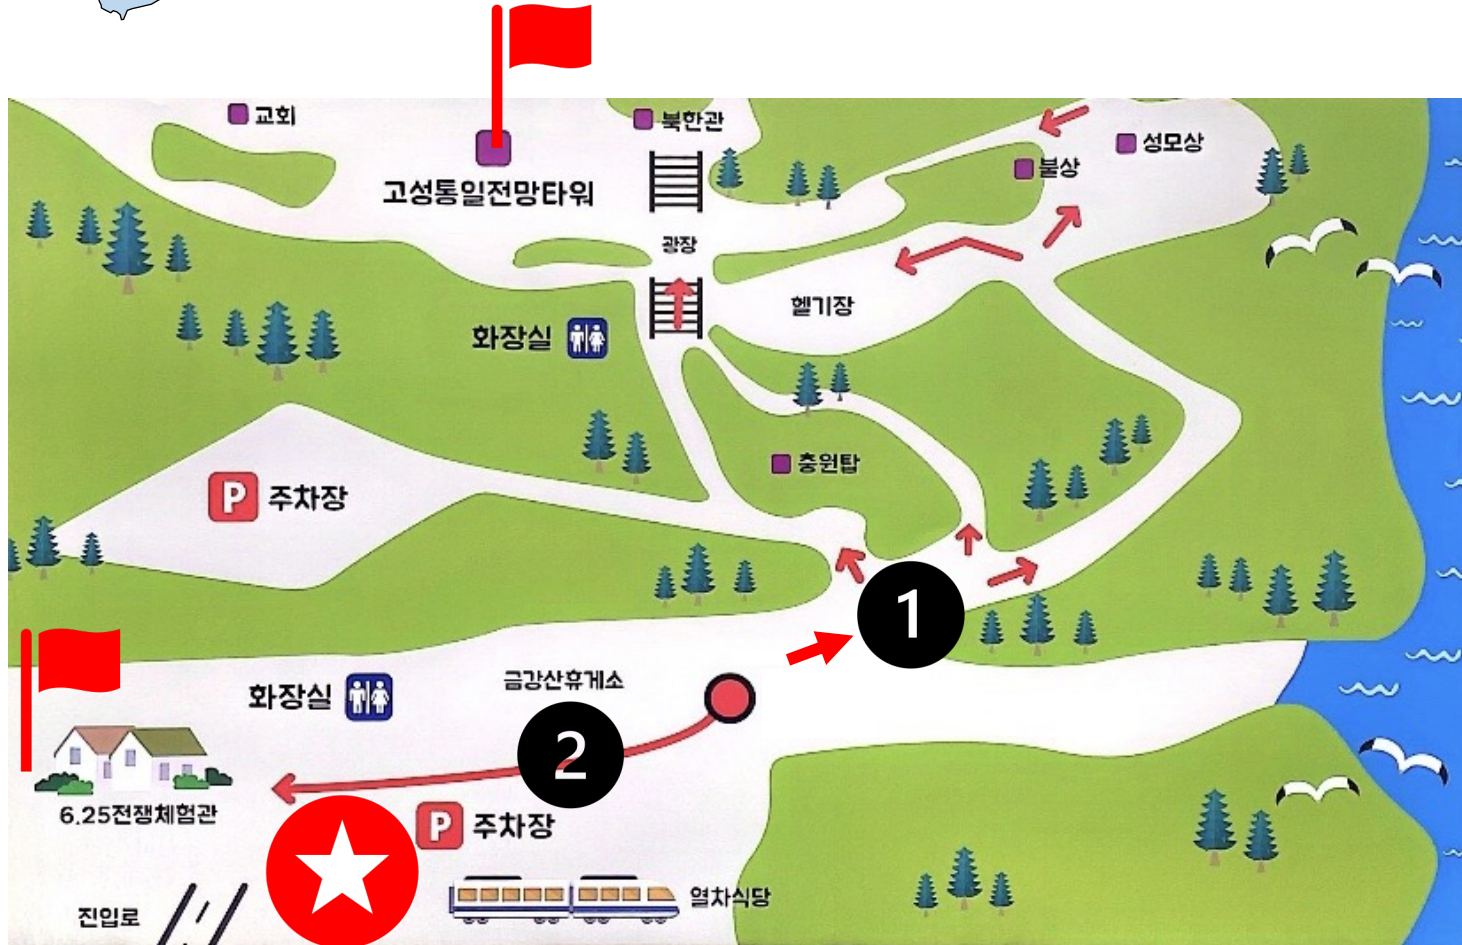 교회
북한관
성모상
불상
고성통일전망타워
광장
헬기장
화장실
충원탑
P 주차장
1
금강산휴게소
화장실
2
6.25전쟁체험관
P 주차장
열차식당
진입로